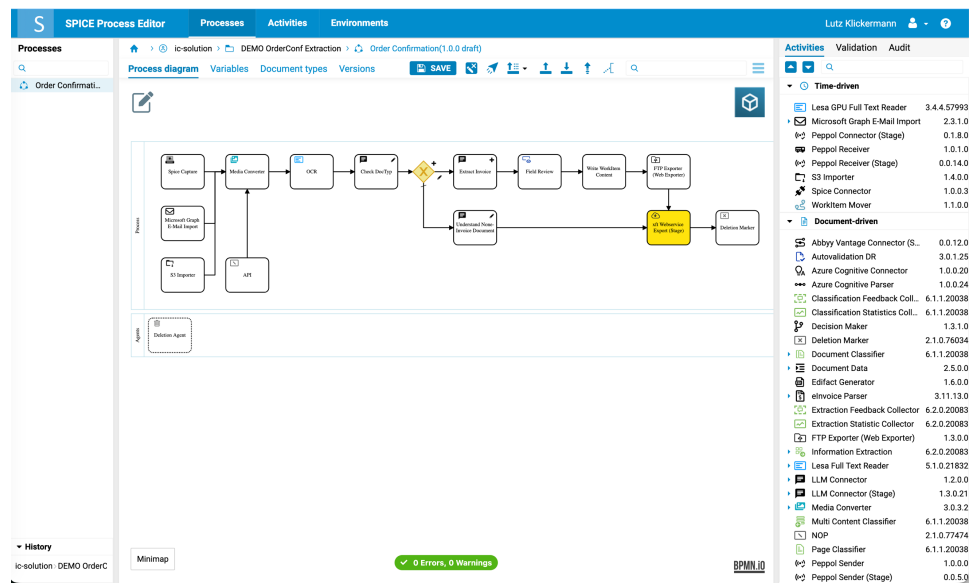 S SPICE Process Editor Processes Activities Environments Lutz Klickermann
Processes
Order Confirmati...
History
ic-solution DEMO OrderC
ic-solution > DEMO OrderConf Extraction > Order Confirmation(1.0.0 draft)
Process diagram Variables Document types Versions SAVE
Process
Spice Capture
Media Converter
OCR
Check DocTyp
Extract Invoice
Field Review
Write WorkItem
Content
FTP Exporter
(Web Exporter)
Microsoft Graph
E-Mail Import
Understand None-
Invoice Document
r3 Webservice
Export (Stage)
Deletion Marker
S3 Importer
API
Agents
Deletion Agent
Minimap
0 Errors, 0 Warnings
BPMN.iO
Activities Validation Audit
Time-driven
Lesa GPU Full Text Reader 3.4.4.57993
Microsoft Graph E-Mail Import 2.3.1.0
Peppol Connector (Stage) 0.1.8.0
Peppol Receiver 1.0.1.0
Peppol Receiver (Stage) 0.0.14.0
S3 Importer 1.4.0.0
Spice Connector 1.0.0.3
WorkItem Mover 1.1.0.0
Document-driven
Abbyy Vantage Connector (S... 0.0.12.0
Autovalidation DR 3.0.1.25
Azure Cognitive Connector 1.0.0.20
Azure Cognitive Parser 1.0.0.24
Classification Feedback Coll... 6.1.1.20038
Classification Statistics Coll... 6.1.1.20038
Decision Maker 1.3.1.0
Deletion Marker 2.1.0.76034
Document Classifier 6.1.1.20038
Document Data 2.5.0.0
Edifact Generator 1.6.0.0
eInvoice Parser 3.11.13.0
Extraction Feedback Collector 6.2.0.20083
Extraction Statistic Collector 6.2.0.20083
FTP Exporter (Web Exporter) 1.3.0.0
Information Extraction 6.2.0.20083
Lesa Full Text Reader 5.1.0.21832
LLM Connector 1.2.0.0
LLM Connector (Stage) 1.3.0.21
Media Converter 3.0.3.2
Multi Content Classifier 6.1.1.20038
NOP 2.1.0.77474
Page Classifier 6.1.1.20038
Peppol Sender 1.0.0.0
Peppol Sender (Stage) 0.0.5.0